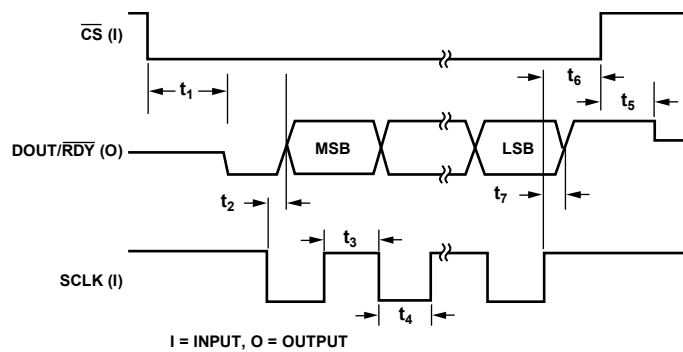 CS (I)
t6
t1
t5
DOUT/RDY (O)
MSB
LSB
t2
t7
t3
SCLK (I)
t4
I = INPUT, O = OUTPUT